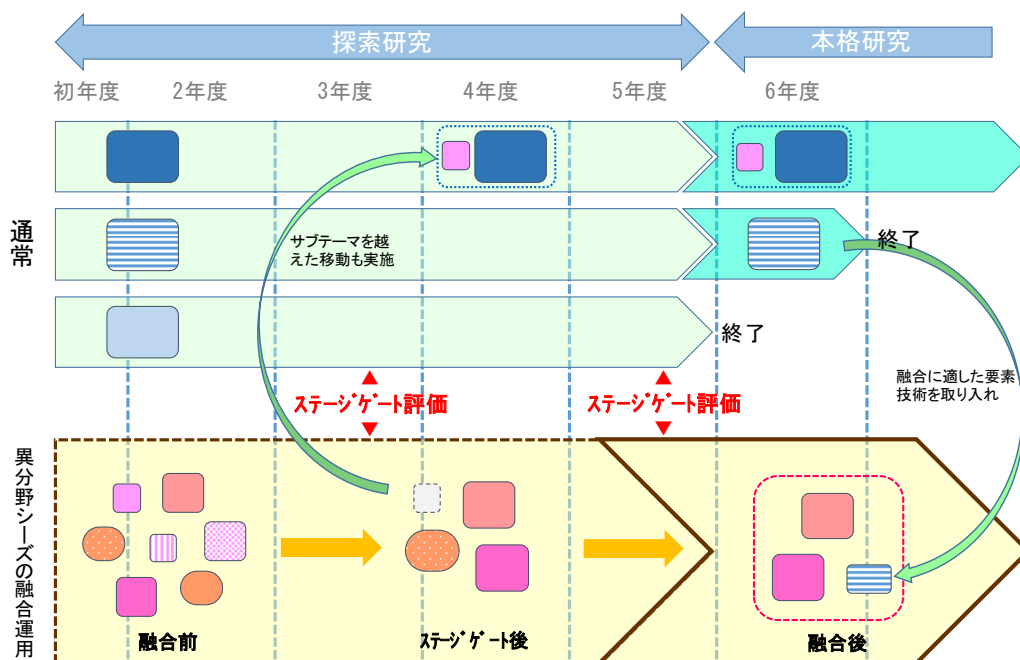 探索研究
本格研究
初年度
2年度
3年度
4年度
5年度
6年度
通常
サブテーマを越
えた移動も実施
終了
終了
融合に適した要素
技術を取り入れ
ステージゲート評価
ステージゲート評価
異分野シーズの融合運用
融合前
ステージゲート後
融合後